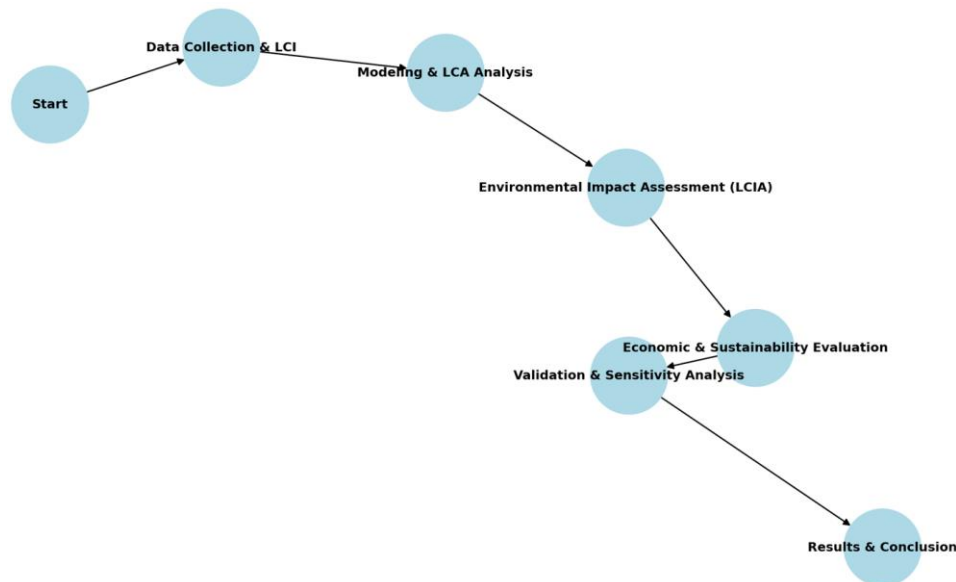 Start
Data Collection & LCI
Modeling & LCA Analysis
Environmental Impact Assessment (LCIA)
Economic & Sustainability Evaluation
Validation & Sensitivity Analysis
Results & Conclusion